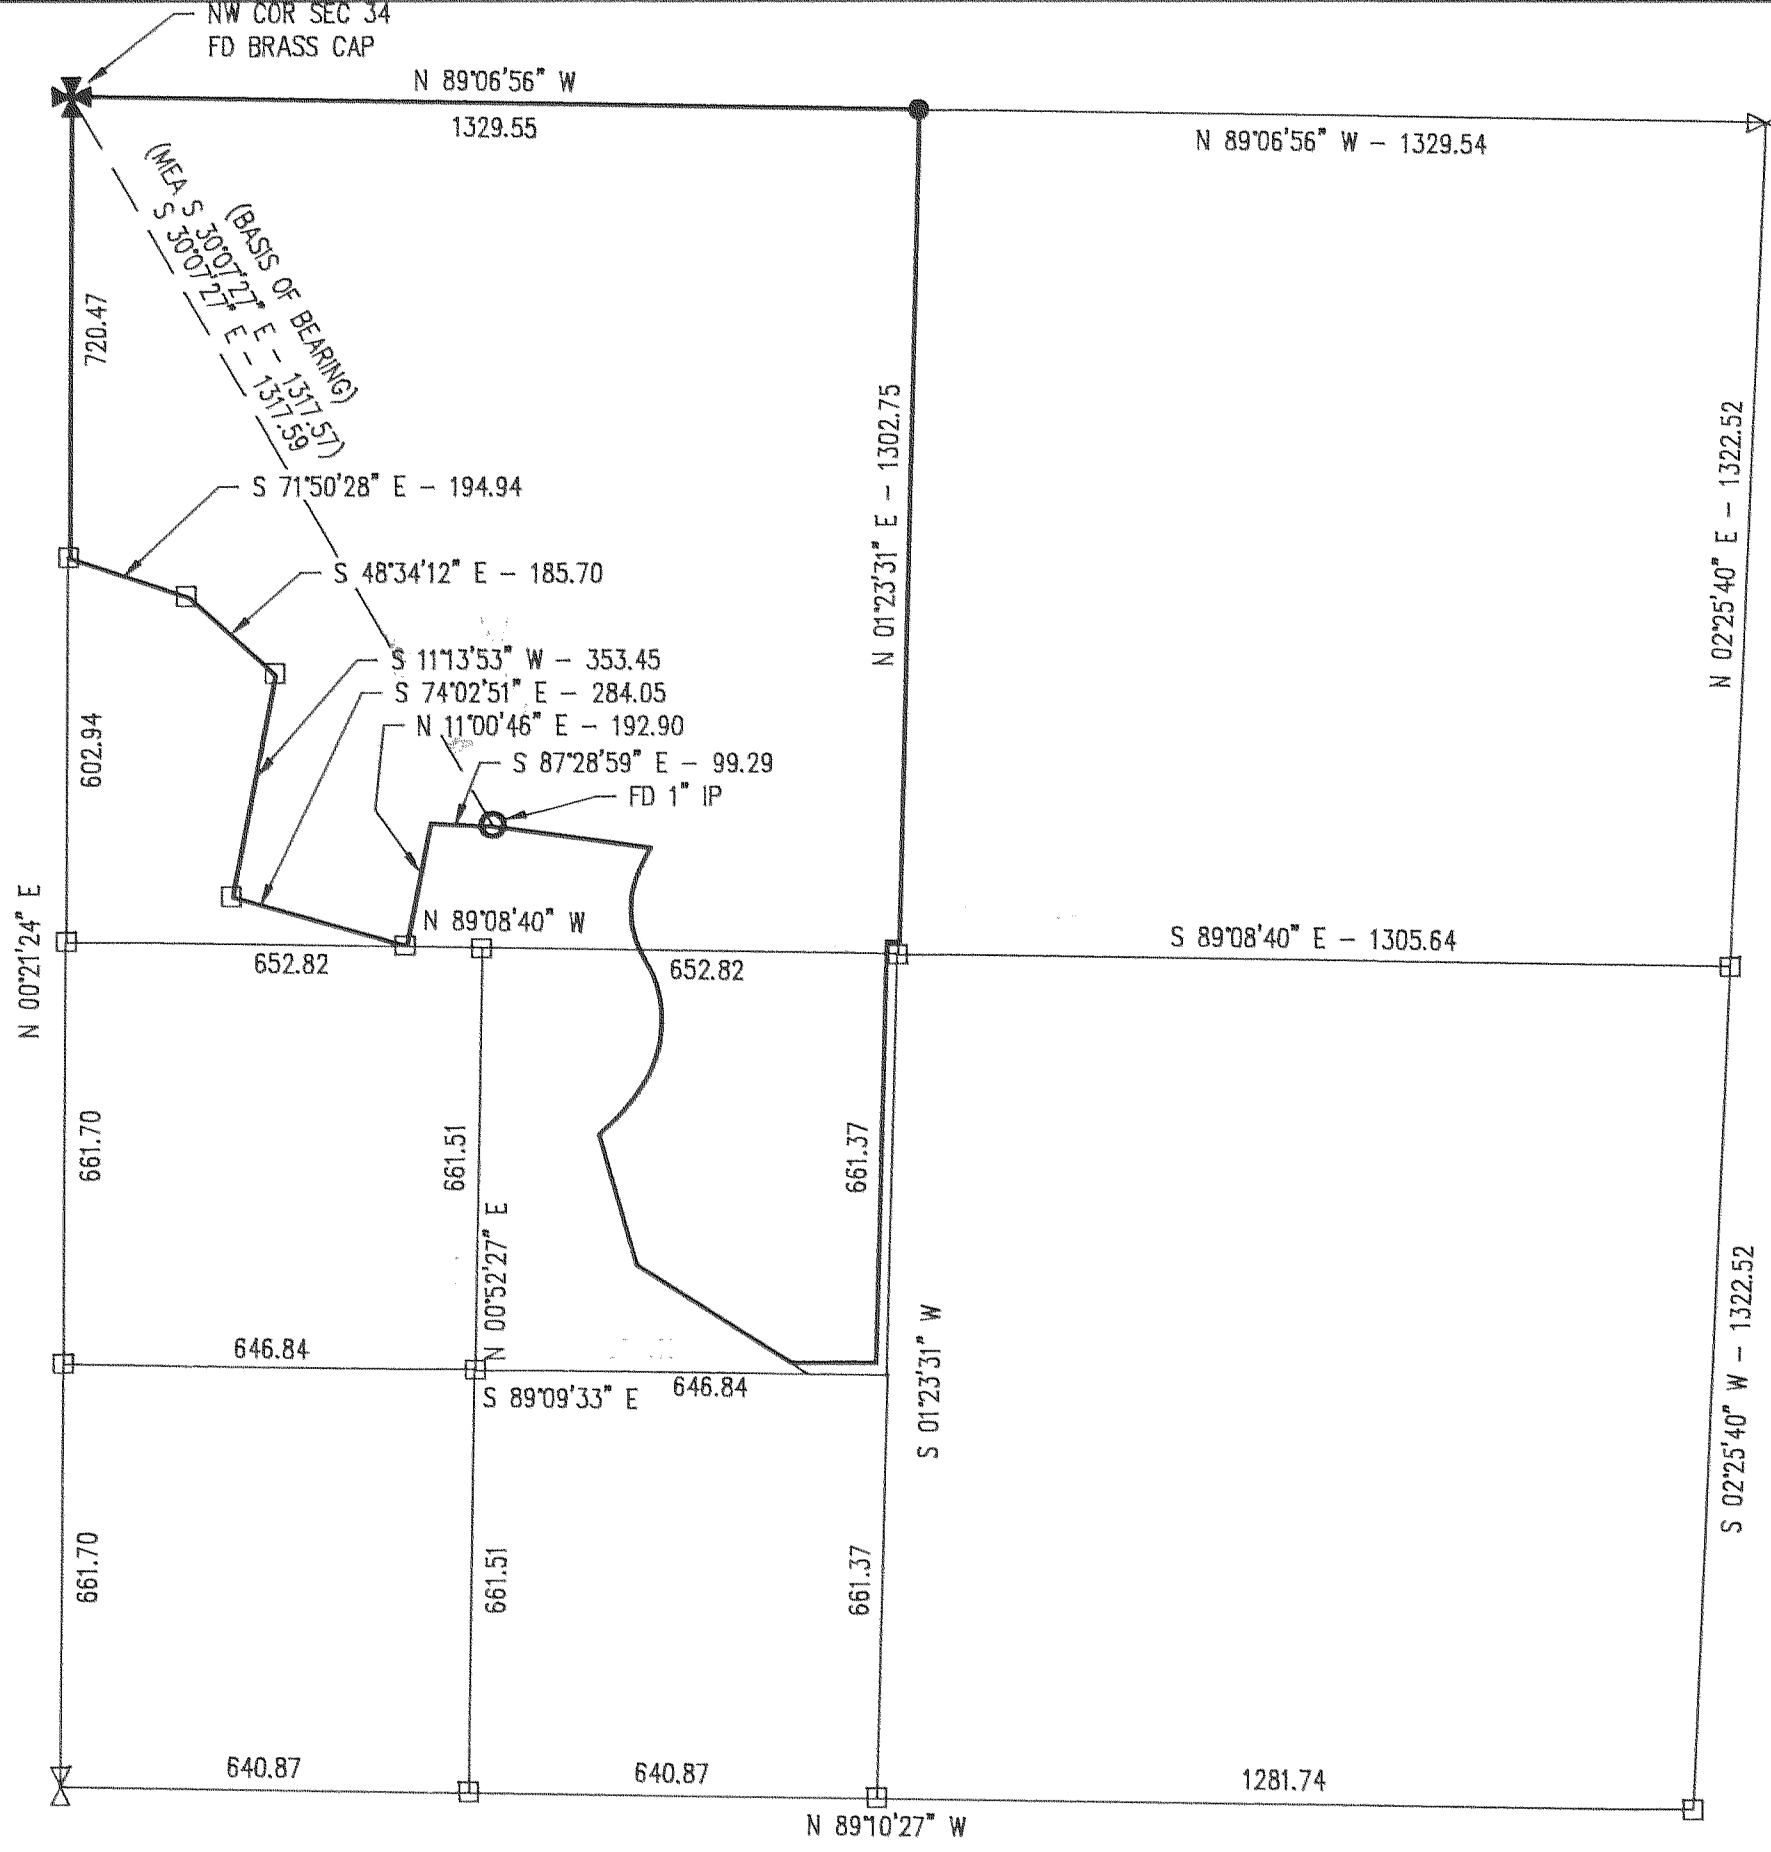 NW COR SEC 34
FD BRASS CAP
N 89°06'56" W
1329.55
N 89°06'56" W - 1329.54
(BASIS OF BEARING)
(MEA S 30°07'27" E - 1317.57)
S 30°07'27" E - 1317.59
720.47
N 01°23'31" E - 1302.75
N 02°25'40" E - 1322.52
S 71°50'28" E - 194.94
S 48°34'12" E - 185.70
S 11°13'53" W - 353.45
S 74°02'51" E - 284.05
N 11°00'46" E - 192.90
S 87°28'59" E - 99.29
FD 1" IP
602.94
N 00°21'24" E
N 89°08'40" W
652.82
652.82
S 89°08'40" E - 1305.64
661.70
661.51
661.37
N 00°52'27" E
646.84
S 89°09'33" E
646.84
S 01°23'31" W
S 02°25'40" W - 1322.52
661.70
661.51
661.37
640.87
640.87
1281.74
N 89°10'27" W